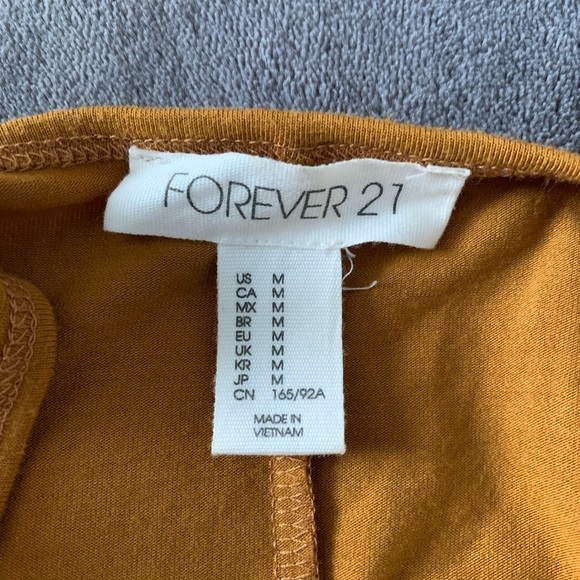 FOREVER 21
US M
CA M
MX M
BR M
EU M
UK M
KR M
JP M
CN 165/92A
MADE IN
VIETNAM